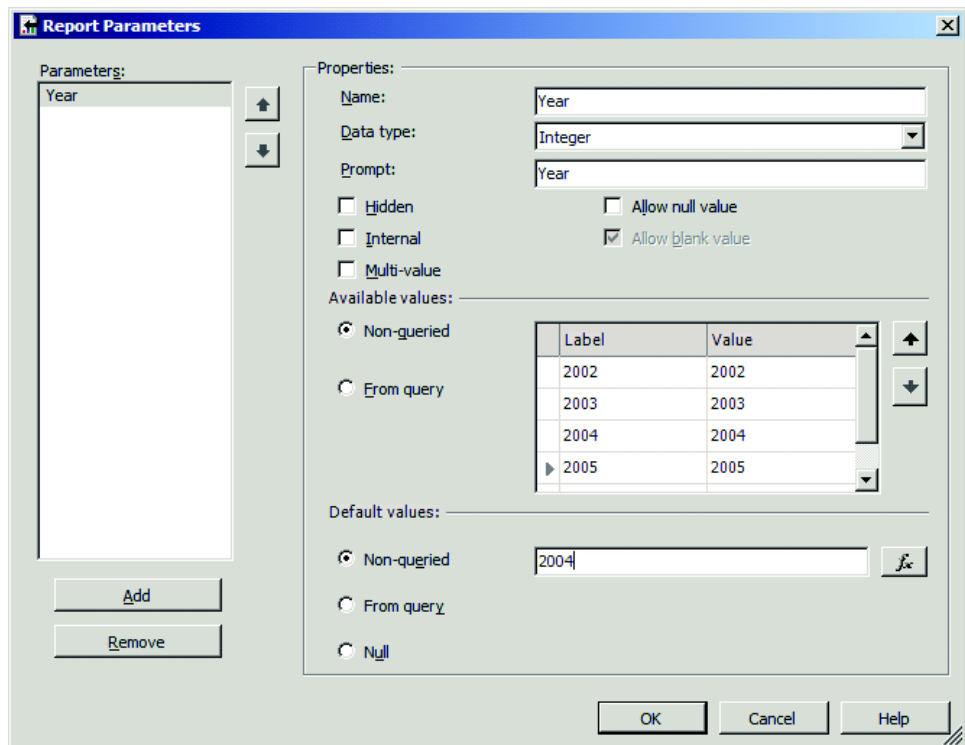 Report Parameters
Parameters:
Year
Properties:
Name:
Year
Data type:
Integer
Prompt:
Year
Hidden
Allow null value
Internal
Allow blank value
Multi-value
Available values:
Non-queried
From query
Label Value
2002 2002
2003 2003
2004 2004
2005 2005
Default values:
Non-queried
2004
fx
From query
Null
Add
Remove
OK Cancel Help